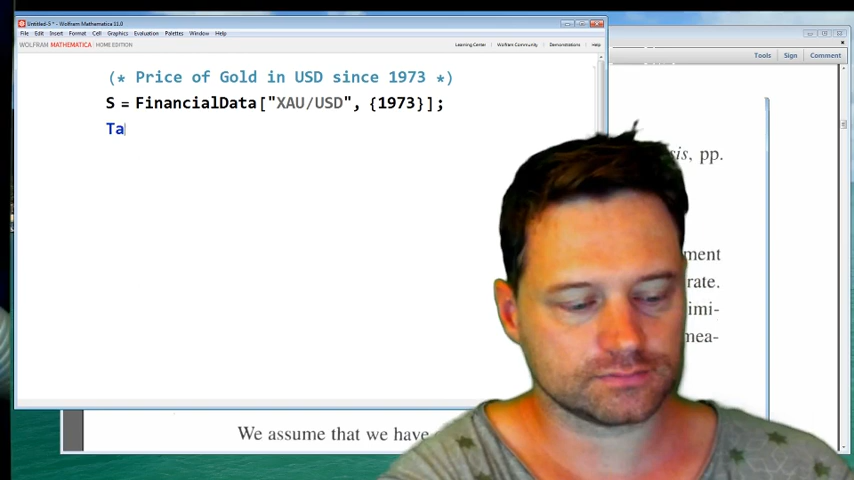 Untitled-5 * - Wolfram Mathematica 11.0
File Edit Insert Format Cell Graphics Evaluation Palettes Window Help
WOLFRAM MATHEMATICA | HOME EDITION
Learning Center | Wolfram Community | Demonstrations | Help
Tools Sign Comment
(* Price of Gold in USD since 1973 *)
S = FinancialData["XAU/USD", {1973}];
Ta
sis, pp.
ment
rate.
imi-
mea-
We assume that we have